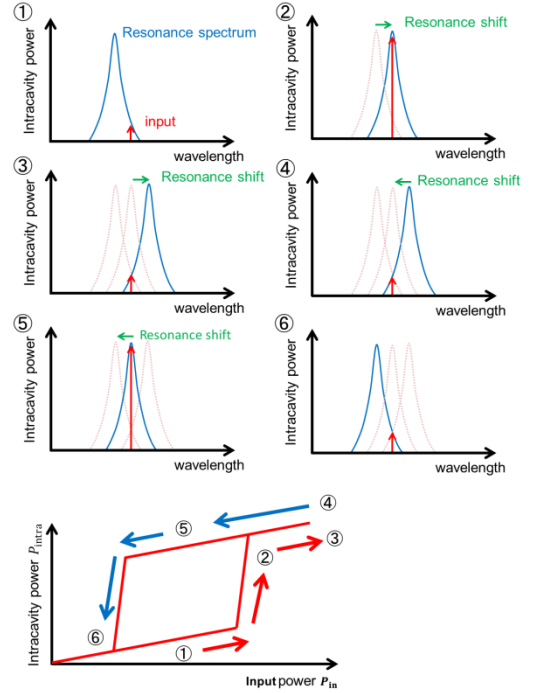 ①
Resonance spectrum
input
Intracavity power
wavelength
②
Resonance shift
Intracavity power
wavelength
③
Resonance shift
Intracavity power
wavelength
④
Resonance shift
Intracavity power
wavelength
⑤
Resonance shift
Intracavity power
wavelength
⑥
Intracavity power
wavelength
④
⑤
③
②
⑥
①
Intracavity power P_intra
Input power P_in